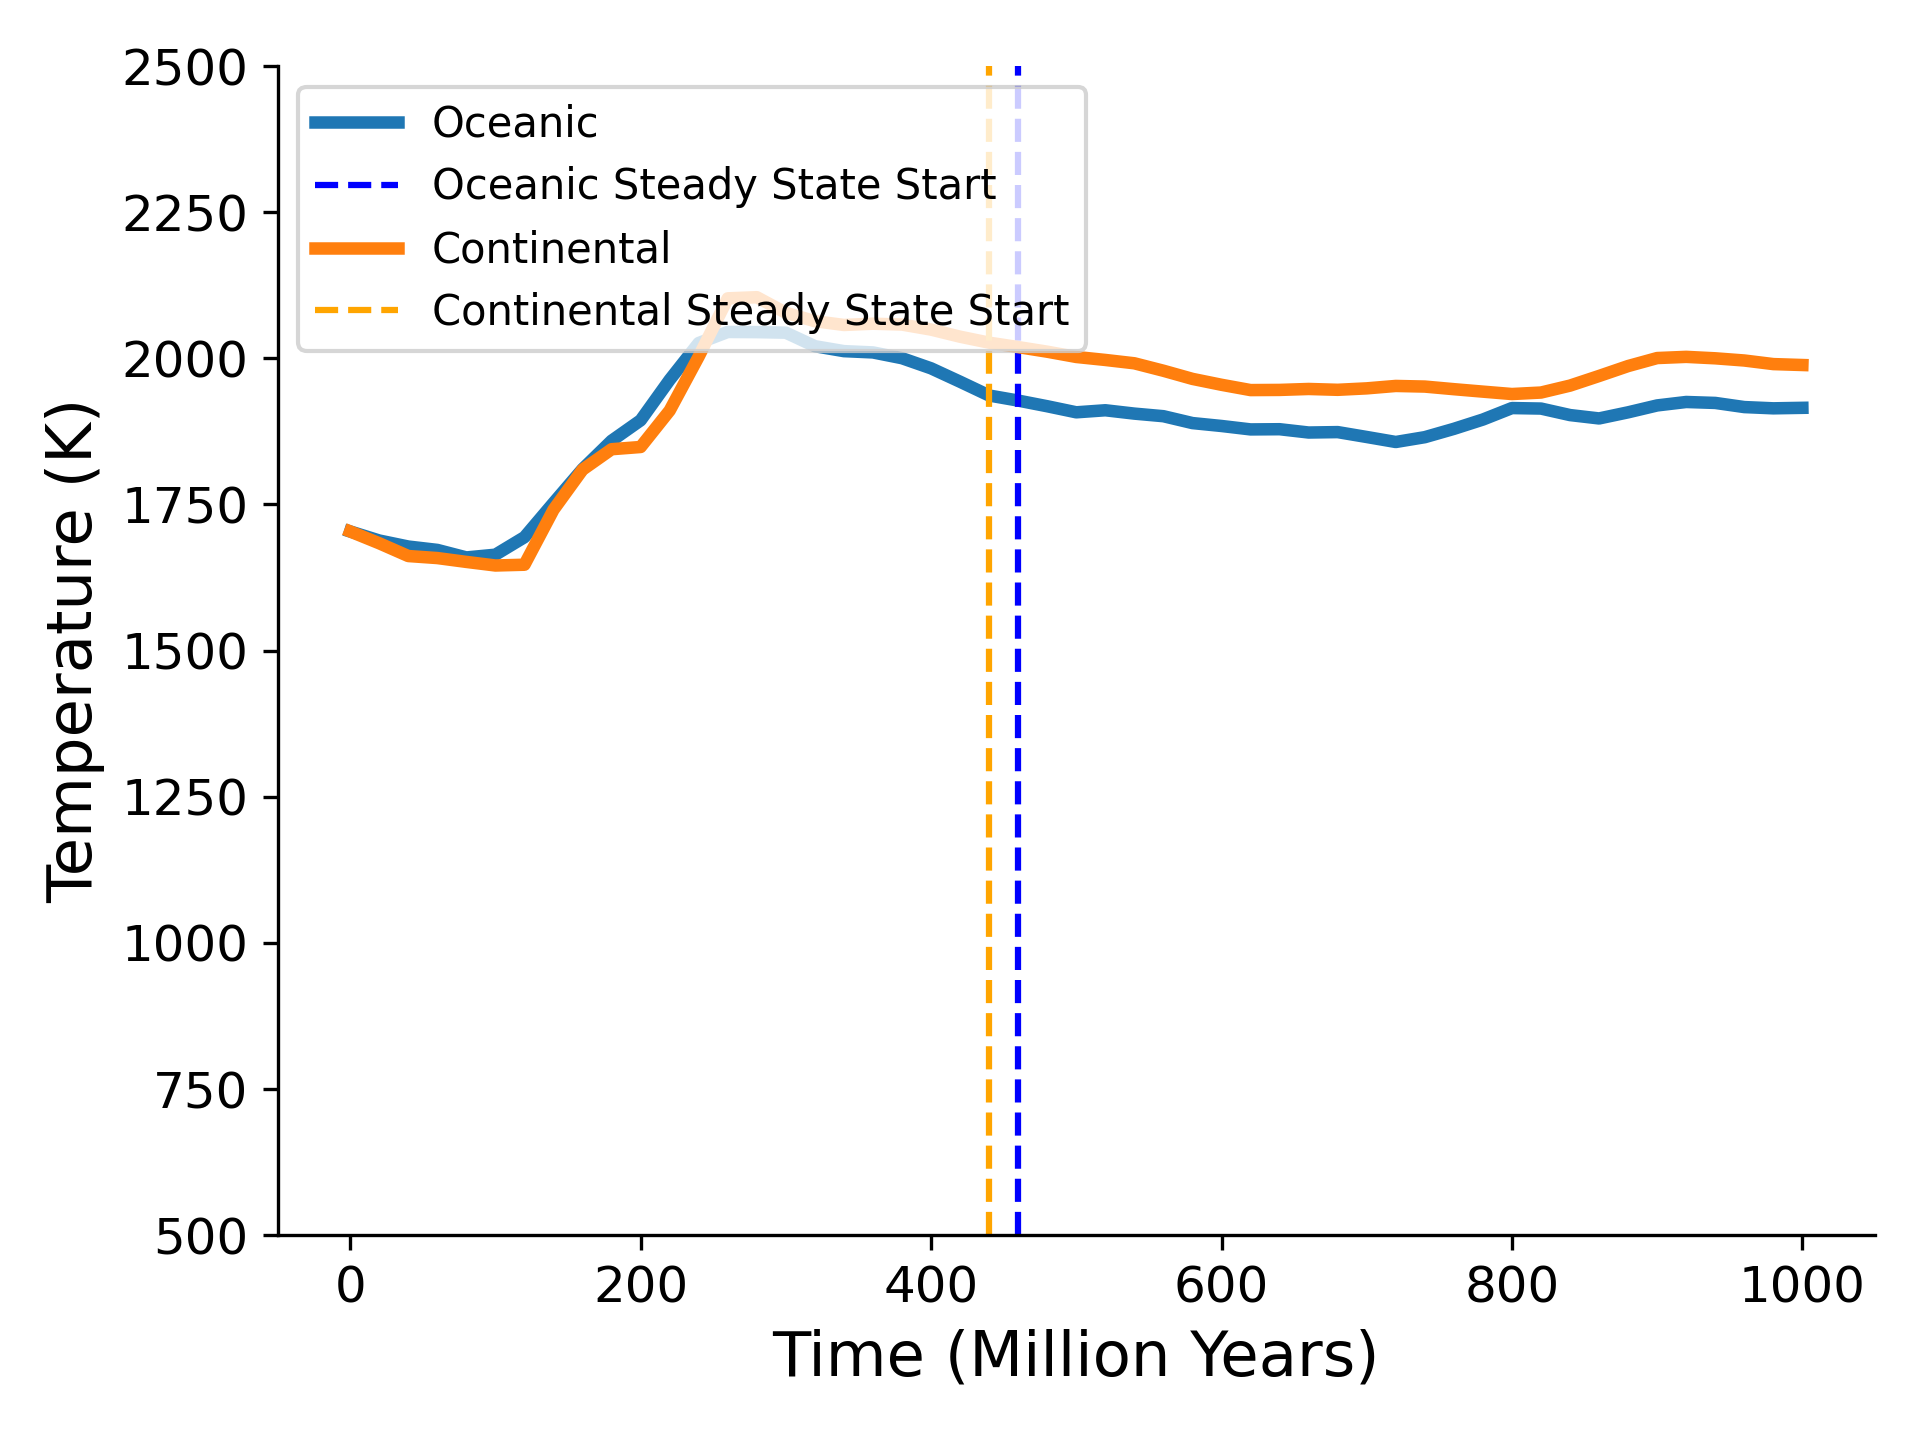 2500
2250
2000
1750
1500
1250
1000
750
500
Temperature (K)
Oceanic
Oceanic Steady State Start
Continental
Continental Steady State Start
0 200 400 600 800 1000
Time (Million Years)